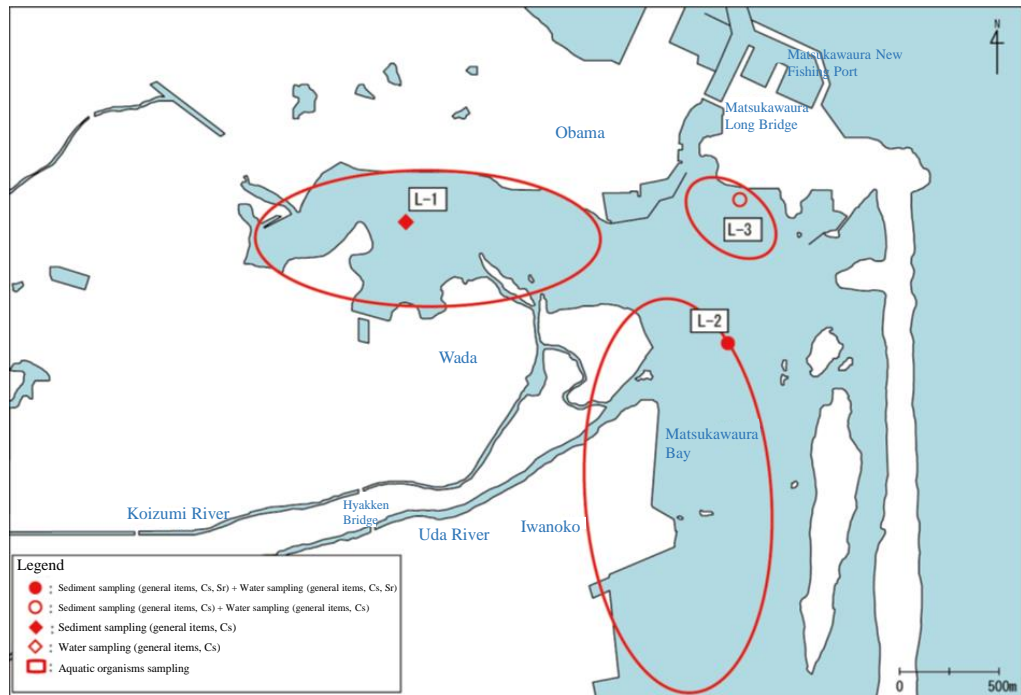 N
4
Matsukawaura New
Fishing Port
Matsukawaura
Long Bridge
Obama
L-1
L-3
L-2
Wada
Matsukawaura
Bay
Koizumi River
Hyakken
Bridge
Uda River
Iwanoko
Legend
: Sediment sampling (general items, Cs, Sr) + Water sampling (general items, Cs, Sr)
: Sediment sampling (general items, Cs) + Water sampling (general items, Cs)
: Sediment sampling (general items, Cs)
: Water sampling (general items, Cs)
: Aquatic organisms sampling
0 500m